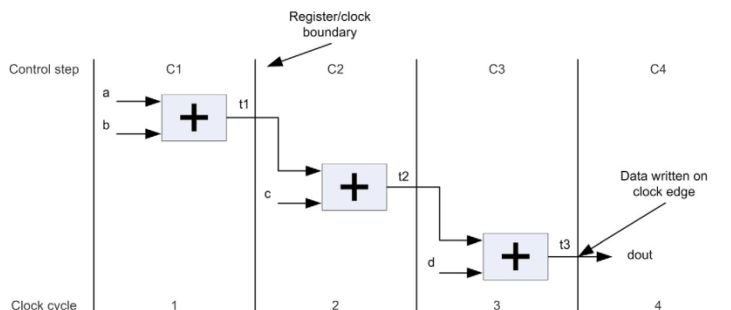 Register/clock
boundary
Control step C1 C2 C3 C4
a
t1
b
+
t2
Data written on
clock edge
c
+
t3
dout
d
+
Clock cycle 1 2 3 4